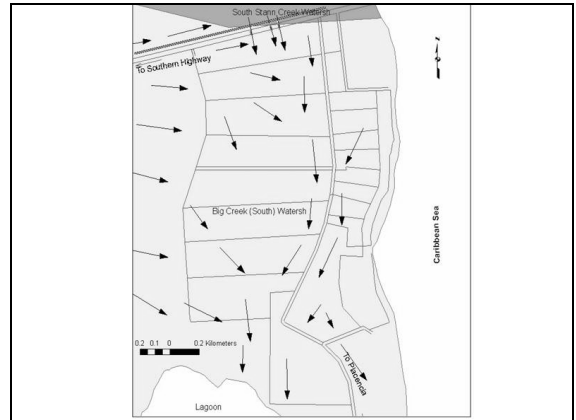 South Stann Creek Watersh
To Southern Highway
Big Creek (South) Watersh
Caribbean Sea
0.2 0.1 0 0.2 Kilometers
To Placencia
Lagoon